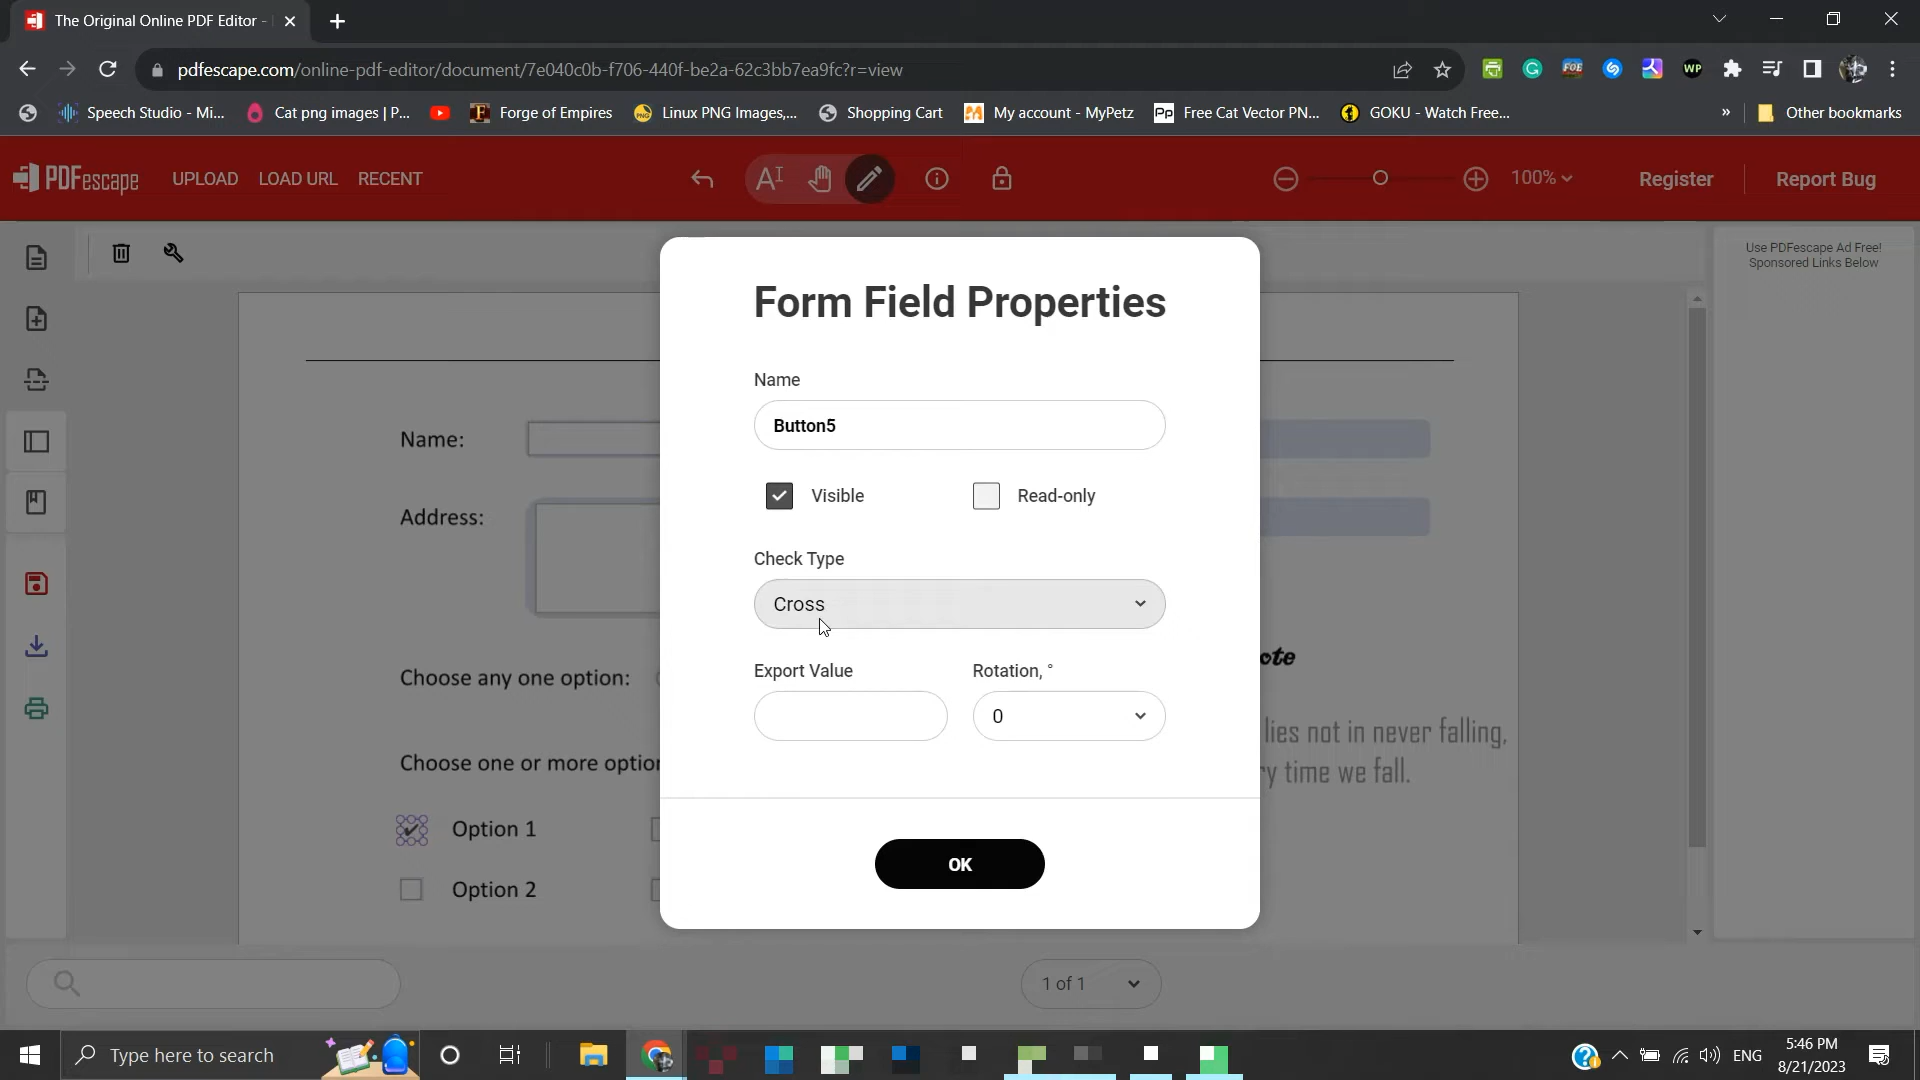 The Original Online PDF Editor -
pdfescape.com/online-pdf-editor/document/7e040c0b-f706-440f-be2a-62c3bb7ea9fc?r=view
Speech Studio - Mi...
Cat png images | P...
Forge of Empires
Linux PNG Images,...
Shopping Cart
My account - MyPetz
Free Cat Vector PN...
GOKU - Watch Free...
»
Other bookmarks
PDFescape
UPLOAD
LOAD URL
RECENT
100%
Register
Report Bug
Use PDFescape Ad Free!
Sponsored Links Below
Form Field Properties
Name
Button5
Visible
Read-only
Check Type
Cross
Export Value
Rotation, °
0
OK
Name:
Address:
Choose any one option:
Choose one or more option
Option 1
Option 2
lies not in never falling,
ry time we fall.
1 of 1
Type here to search
ENG
5:46 PM
8/21/2023